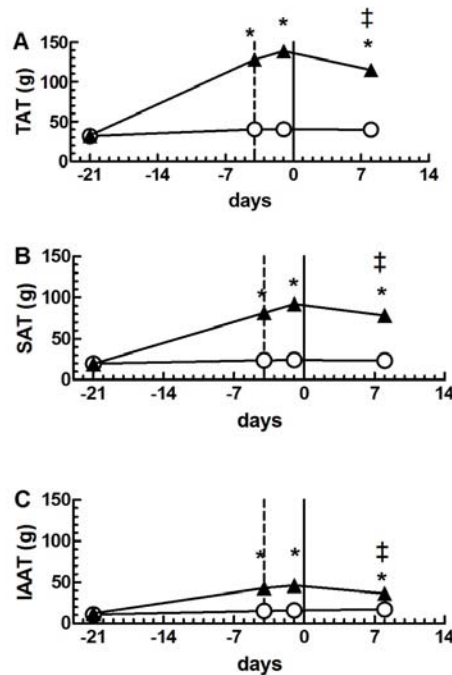 A
TAT (g)
150
100
50
0
* * ‡ *
-21 -14 -7 0 7 14
days
B
SAT (g)
150
100
50
0
* * ‡ *
-21 -14 -7 0 7 14
days
C
IAAT (g)
150
100
50
0
* * ‡ *
-21 -14 -7 0 7 14
days